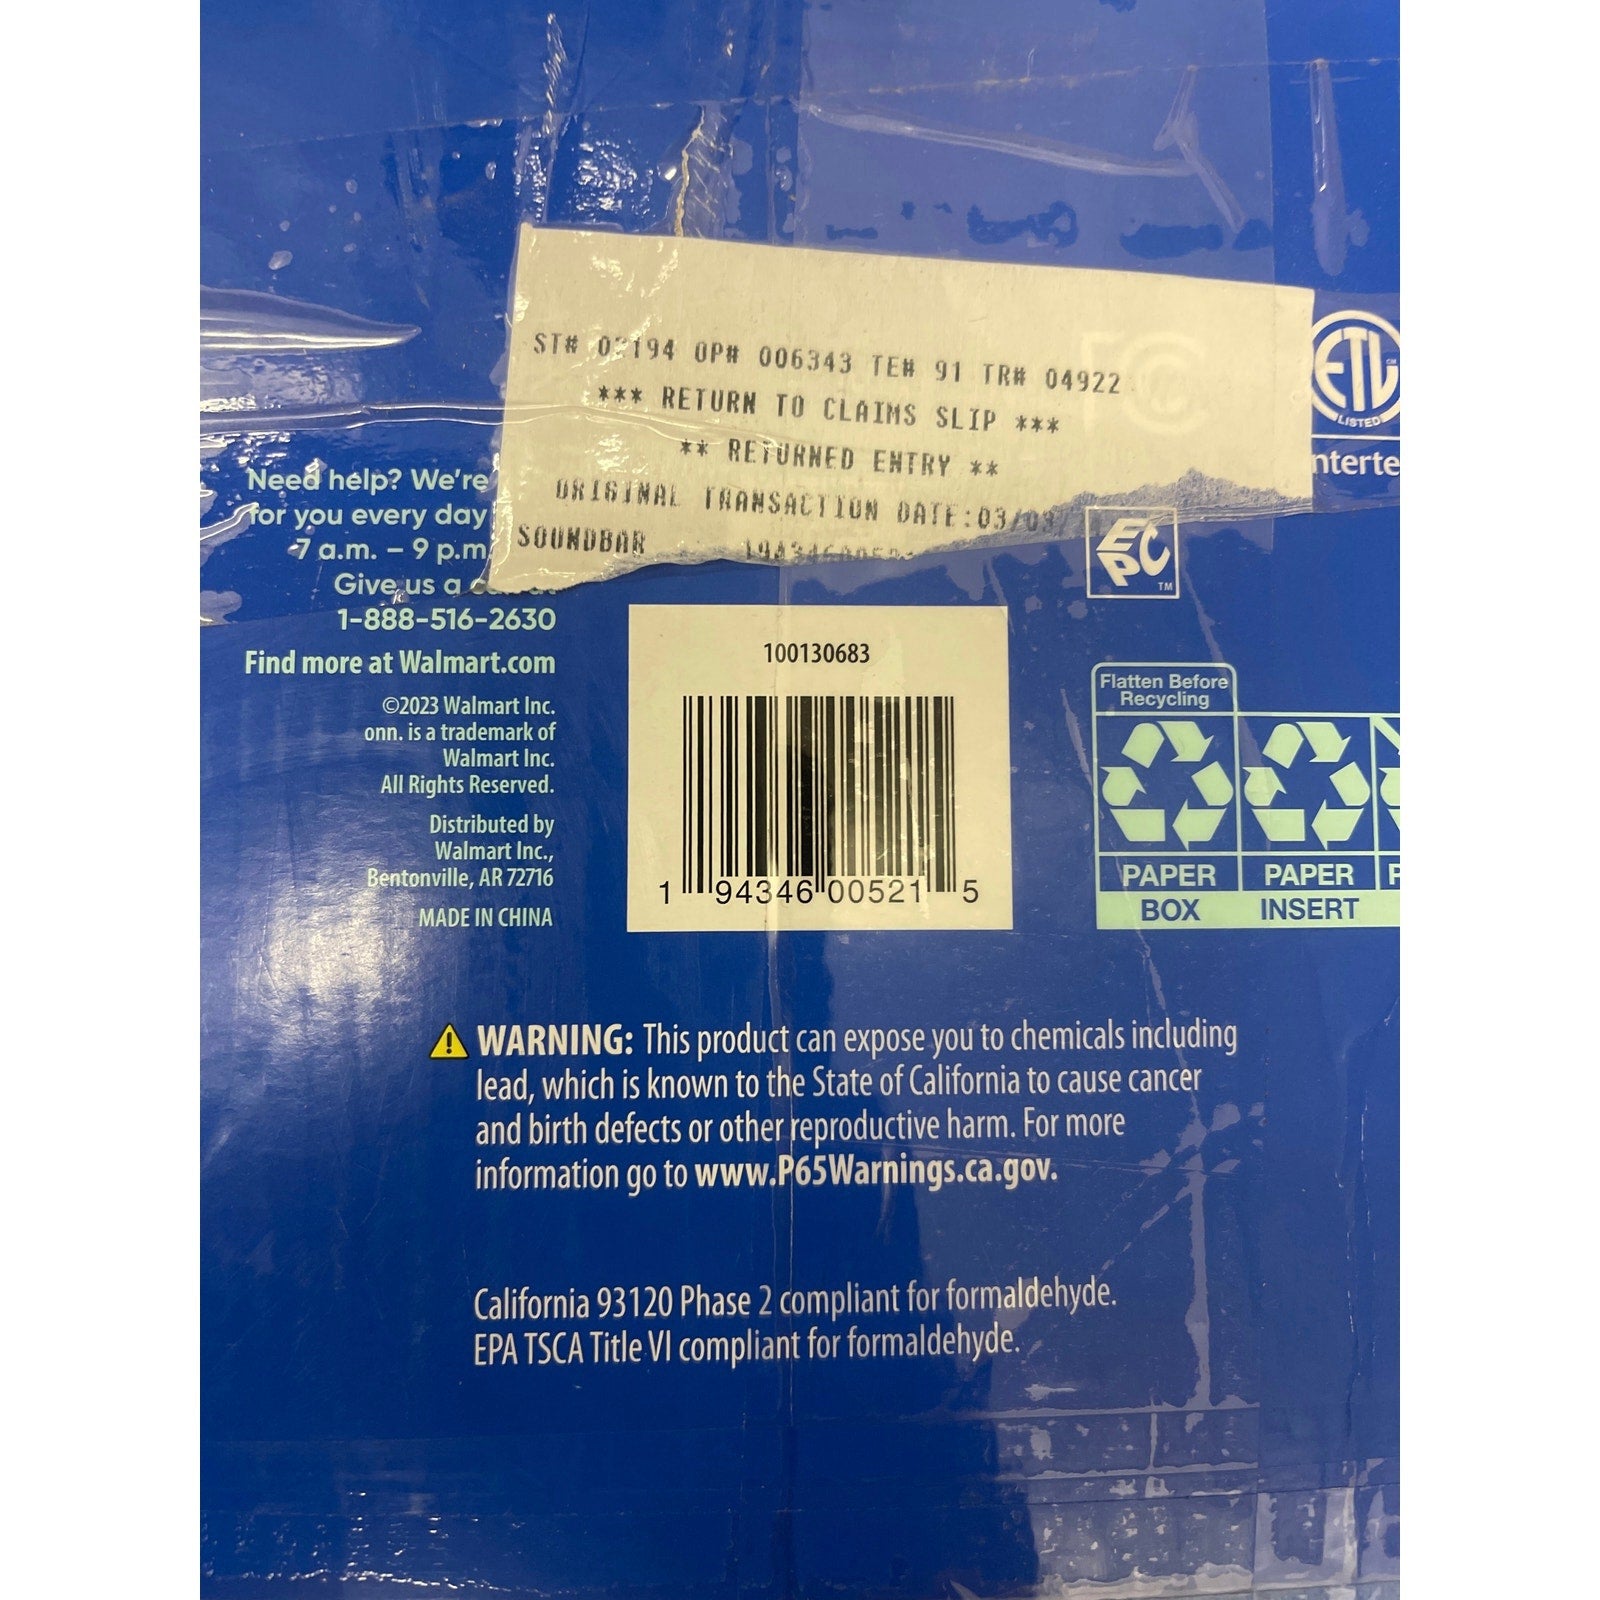 ST# 02194 OP# 006343 TE# 91 TR# 04922
*** RETURN TO CLAIMS SLIP ***
** RETURNED ENTRY **
ORIGINAL TRANSACTION DATE:03/09/
SOUNDBAR
FC
ETL
CM
LISTED
Interte
EPC
TM
Need help? We're
for you every day
7 a.m. – 9 p.m
Give us a
1-888-516-2630
Find more at Walmart.com
©2023 Walmart Inc.
onn. is a trademark of
Walmart Inc.
All Rights Reserved.
Distributed by
Walmart Inc.,
Bentonville, AR 72716
MADE IN CHINA
100130683
1 94346 00521 5
Flatten Before
Recycling
PAPER PAPER P
BOX INSERT
WARNING: This product can expose you to chemicals including
lead, which is known to the State of California to cause cancer
and birth defects or other reproductive harm. For more
information go to www.P65Warnings.ca.gov.
California 93120 Phase 2 compliant for formaldehyde.
EPA TSCA Title VI compliant for formaldehyde.